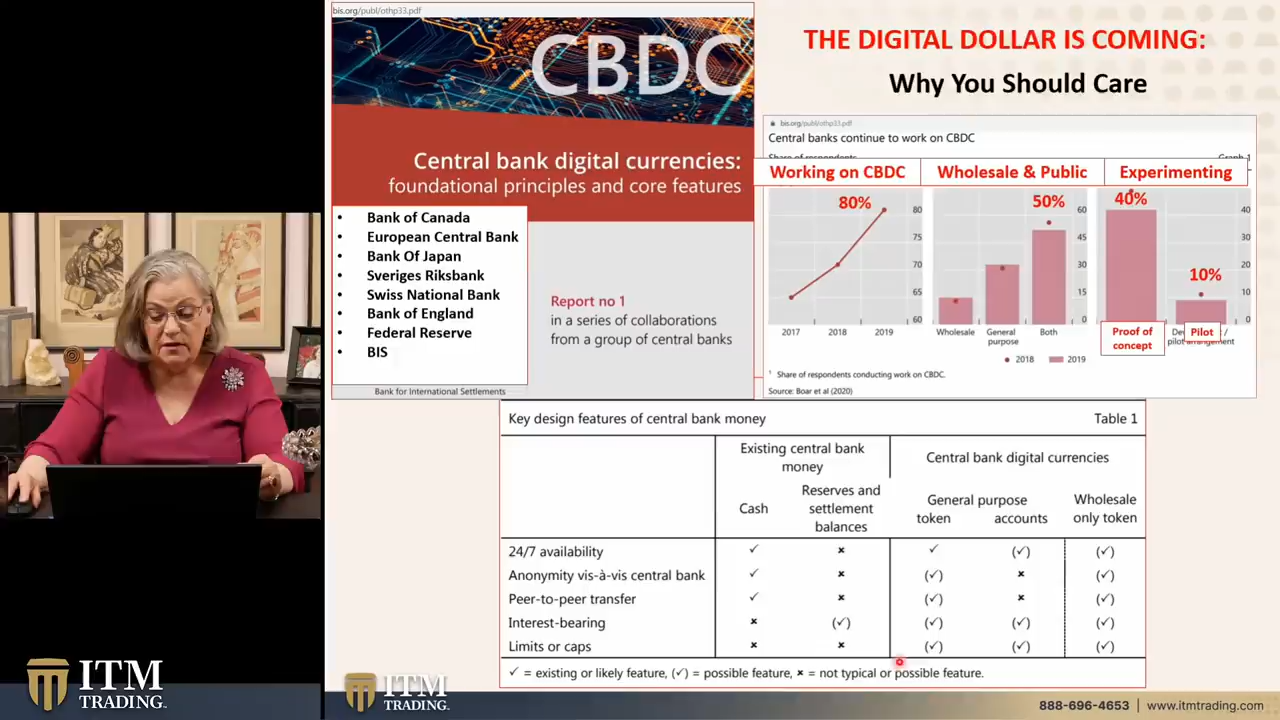 bis.org/publ/othp33.pdf
CBDC
Central bank digital currencies:
foundational principles and core features
• Bank of Canada
• European Central Bank
• Bank Of Japan
• Sveriges Riksbank
• Swiss National Bank
• Bank of England
• Federal Reserve
• BIS
Report no 1
in a series of collaborations
from a group of central banks
Bank for International Settlements
THE DIGITAL DOLLAR IS COMING:
Why You Should Care
bis.org/publ/othp33.pdf
Central banks continue to work on CBDC
Share of respondents Graph 1
Working on CBDC Wholesale & Public Experimenting
80%
80
75
70
65
60
2017 2018 2019
50%
60
45
30
15
0
Wholesale General purpose Both
40%
10%
40
30
20
10
0
Proof of
concept
Pilot
pilot arrangement
2018 2019
1 Share of respondents conducting work on CBDC.
Source: Boar et al (2020)
Key design features of central bank money Table 1
Existing central bank
money
Central bank digital currencies
Cash
Reserves and
settlement
balances
General purpose
token accounts
Wholesale
only token
24/7 availability ✓ × ✓ (✓) (✓)
Anonymity vis-à-vis central bank ✓ × (✓) × (✓)
Peer-to-peer transfer ✓ × (✓) × (✓)
Interest-bearing × (✓) (✓) (✓) (✓)
Limits or caps × × (✓) (✓) (✓)
✓ = existing or likely feature, (✓) = possible feature, × = not typical or possible feature.
ITM
TRADING.
ITM
TRADING.
888-696-4653 | www.itmtrading.com